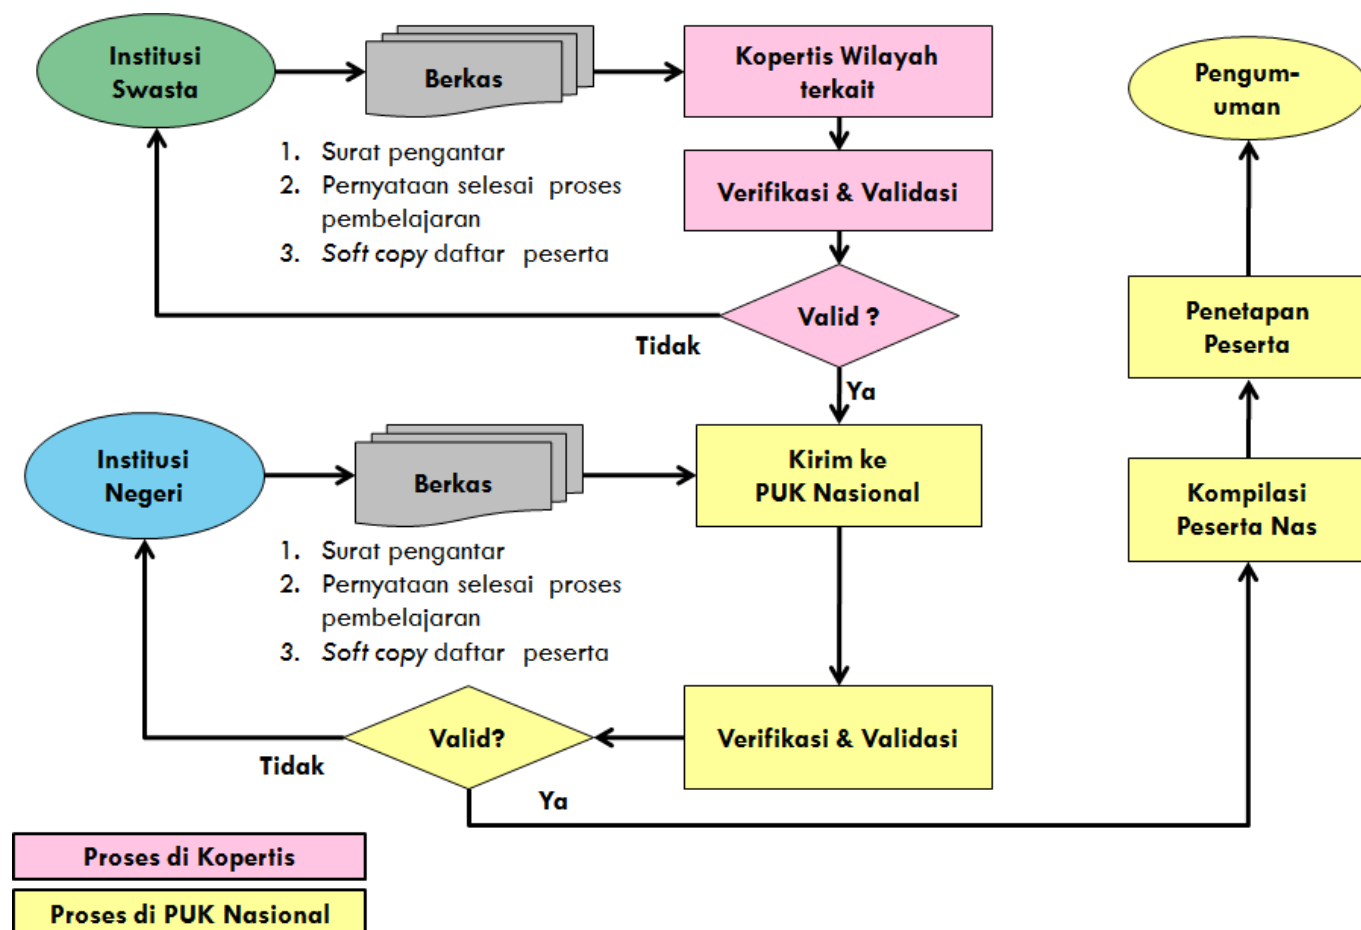 Institusi
Swasta
Berkas
Kopertis Wilayah
terkait
Pengum-
uman
1. Surat pengantar
2. Pernyataan selesai proses
pembelajaran
3. Soft copy daftar peserta
Verifikasi & Validasi
Valid ?
Tidak
Ya
Penetapan
Peserta
Institusi
Negeri
Berkas
Kirim ke
PUK Nasional
Kompilasi
Peserta Nas
1. Surat pengantar
2. Pernyataan selesai proses
pembelajaran
3. Soft copy daftar peserta
Valid?
Verifikasi & Validasi
Tidak
Ya
Proses di Kopertis
Proses di PUK Nasional